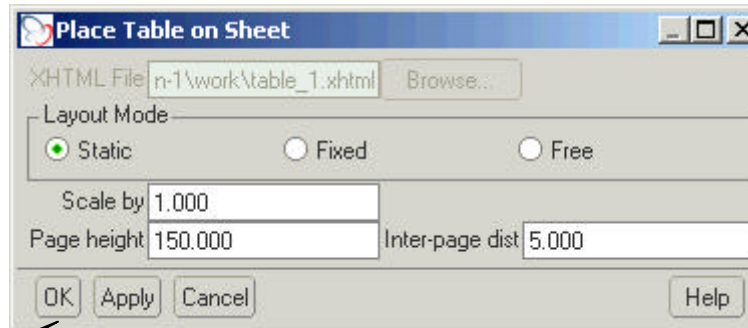 Place Table on Sheet
XHTML File n-1\work\table_1.xhtml Browse...
Layout Mode
Static Fixed Free
Scale by 1.000
Page height 150.000 Inter-page dist 5.000
OK Apply Cancel Help